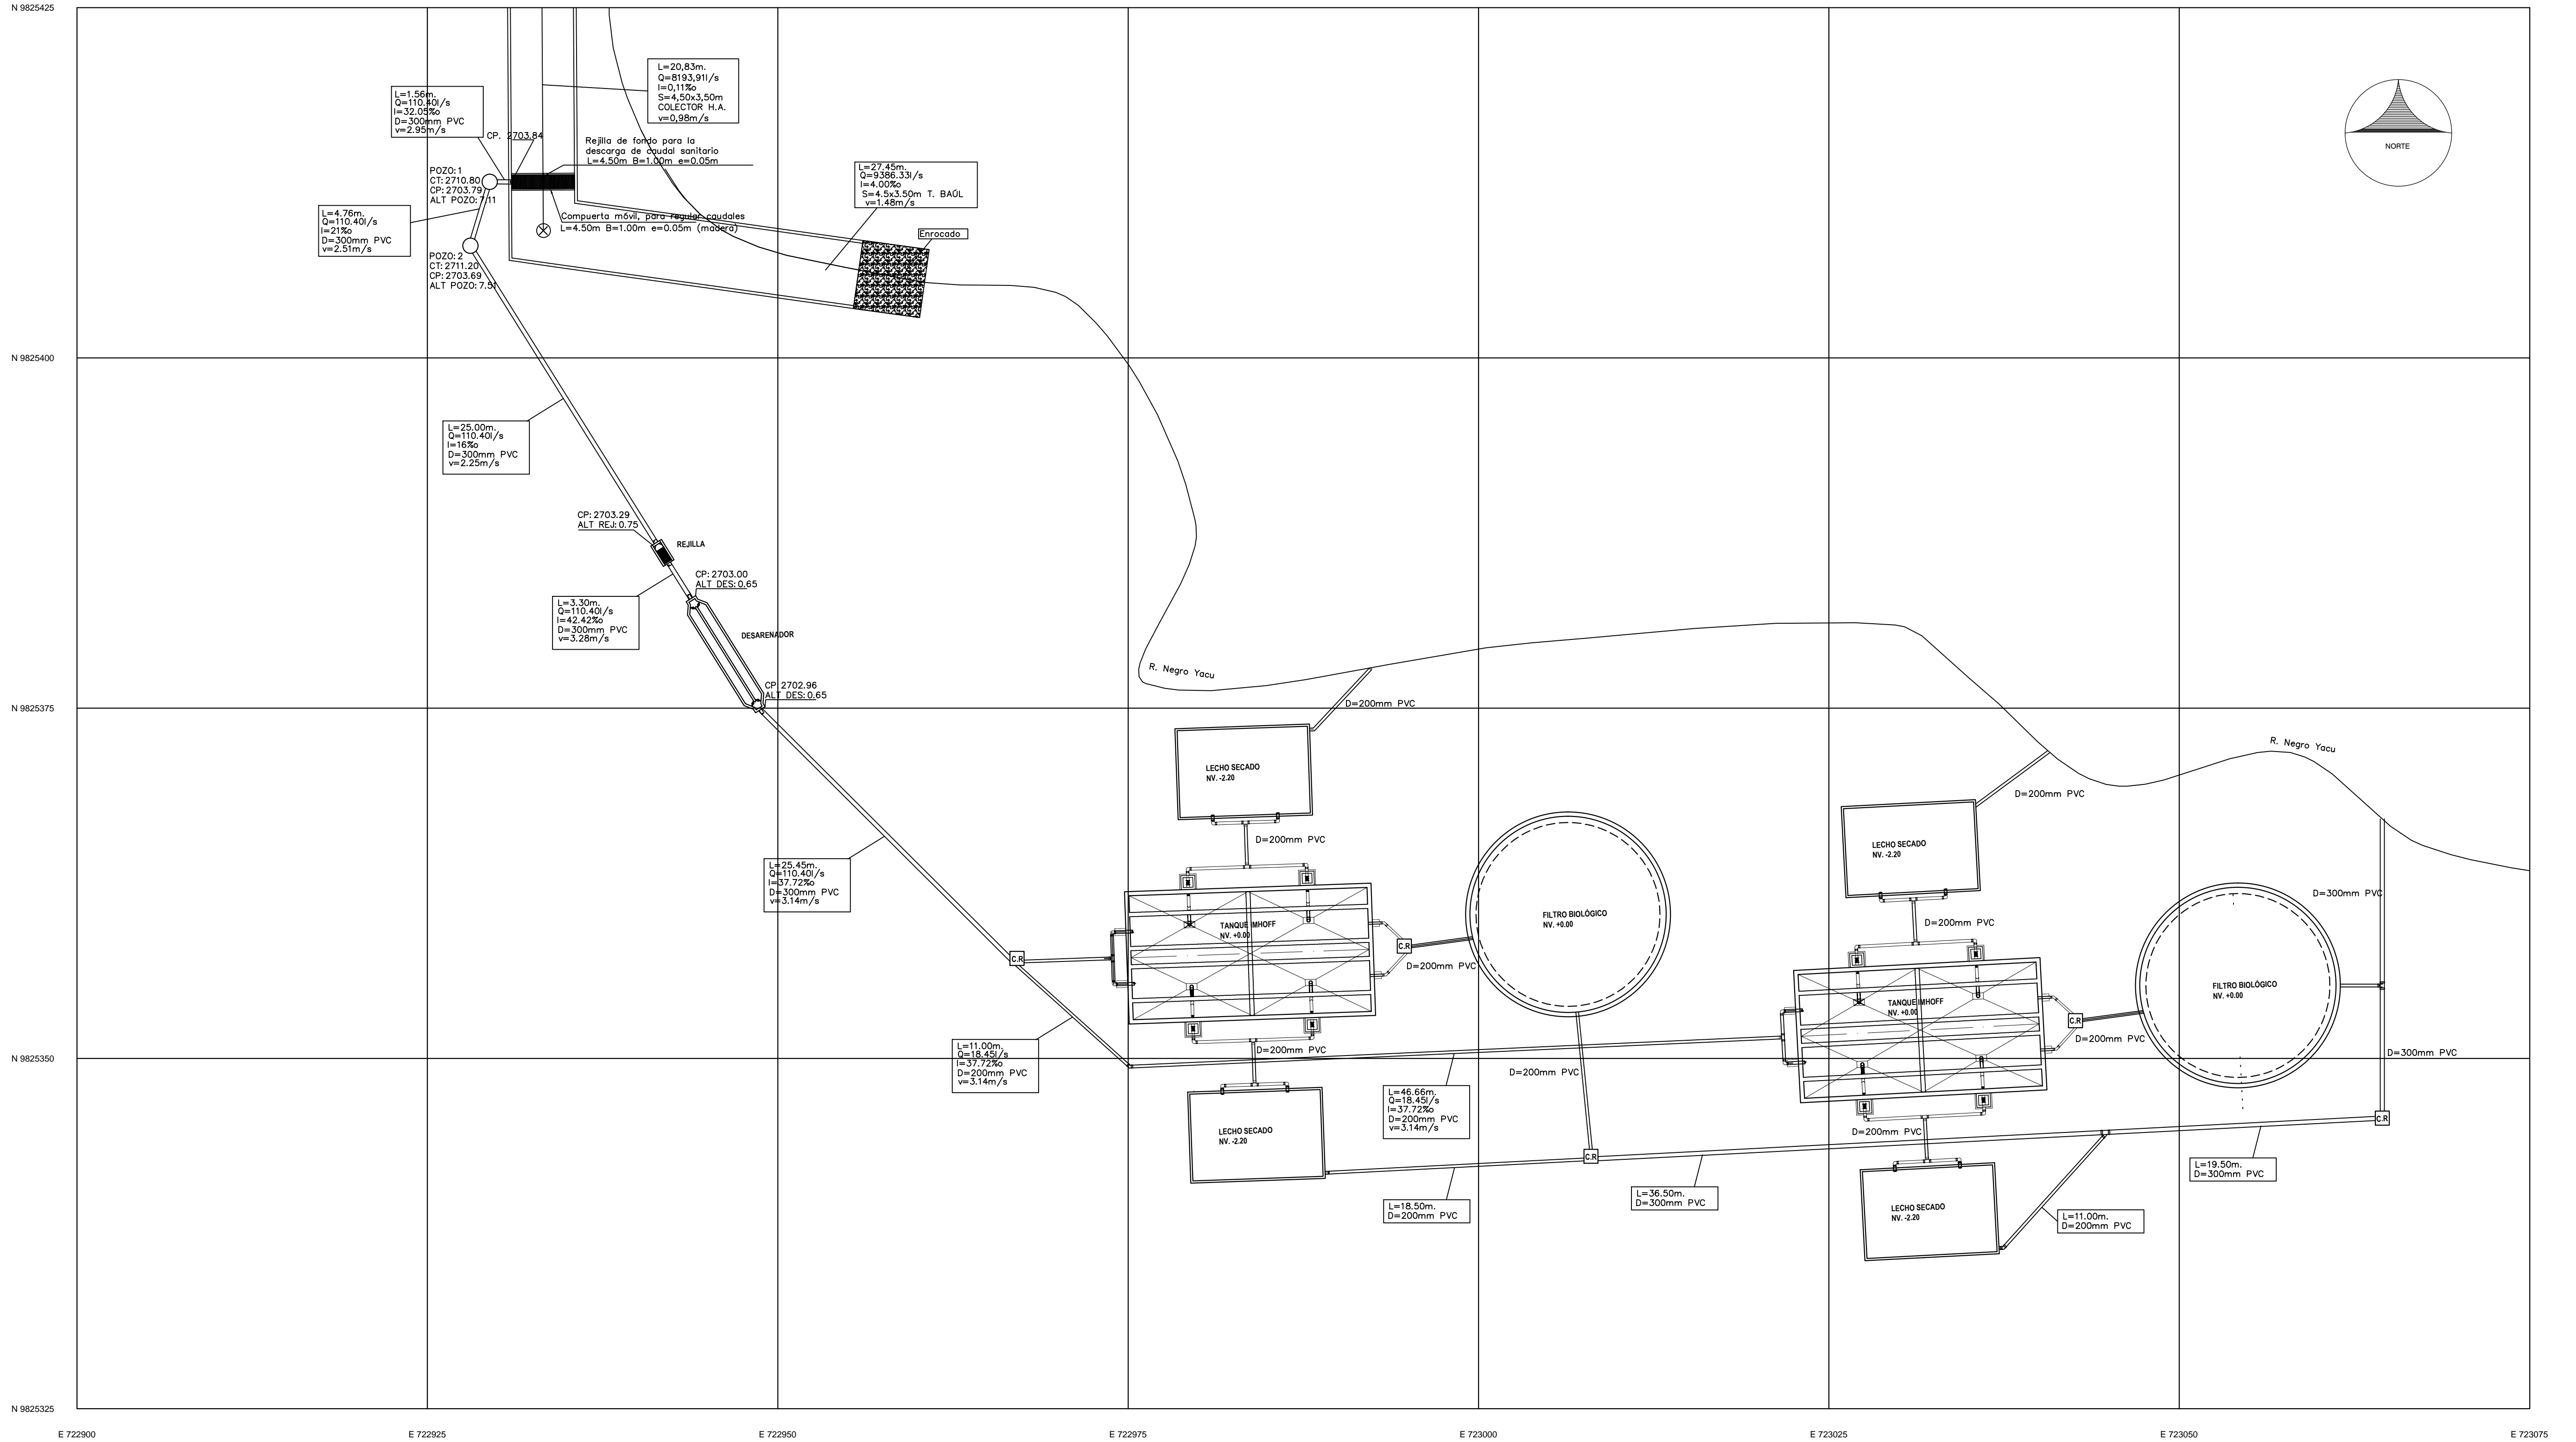 N 9825425
L=20,83m.
Q=8193,91l/s
I=0,11‰
S=4,50x3,50m
COLECTOR H.A.
v=0,98m/s
L=1.56m.
Q=110.40l/s
I=32.05‰
D=300mm PVC
v=2.95m/s
CP. 2703.84
Rejilla de fondo para la
descarga de caudal sanitario
L=4.50m B=1.00m e=0.05m
NORTE
POZO: 1
CT: 2710.80
CP: 2703.79
ALT POZO: 7.11
L=27.45m.
Q=9386.33l/s
I=4.00‰
S=4.5x3.50m T. BAÚL
v=1.48m/s
L=4.76m.
Q=110.40l/s
I=21‰
D=300mm PVC
v=2.51m/s
Compuerta móvil, para regular caudales
L=4.50m B=1.00m e=0.05m (madera)
Enrocado
POZO: 2
CT: 2711.20
CP: 2703.69
ALT POZO: 7.51
N 9825400
L=25.00m.
Q=110.40l/s
I=16‰
D=300mm PVC
v=2.25m/s
CP: 2703.29
ALT REJ: 0.75
REJILLA
CP: 2703.00
ALT DES: 0.65
L=3.30m.
Q=110.40l/s
I=42.42‰
D=300mm PVC
v=3.28m/s
DESARENADOR
R. Negro Yacu
CP: 2702.96
ALT DES: 0.65
N 9825375
D=200mm PVC
R. Negro Yacu
LECHO SECADO
NV. -2.20
D=200mm PVC
D=200mm PVC
LECHO SECADO
NV. -2.20
L=25.45m.
Q=110.40l/s
I=37.72‰
D=300mm PVC
v=3.14m/s
D=300mm PVC
TANQUE IMHOFF
NV. +0.00
FILTRO BIOLÓGICO
NV. +0.00
D=200mm PVC
C.R
C.R
D=200mm PVC
TANQUE IMHOFF
NV. +0.00
FILTRO BIOLÓGICO
NV. +0.00
C.R
D=200mm PVC
L=11.00m.
Q=18.45l/s
I=37.72‰
D=200mm PVC
v=3.14m/s
N 9825350
D=200mm PVC
D=300mm PVC
D=200mm PVC
L=46.66m.
Q=18.45l/s
I=37.72‰
D=200mm PVC
v=3.14m/s
C.R
LECHO SECADO
NV. -2.20
D=200mm PVC
C.R
L=19.50m.
D=300mm PVC
L=18.50m.
D=200mm PVC
L=36.50m.
D=300mm PVC
LECHO SECADO
NV. -2.20
L=11.00m.
D=200mm PVC
N 9825325
E 722900
E 722925
E 722950
E 722975
E 723000
E 723025
E 723050
E 723075